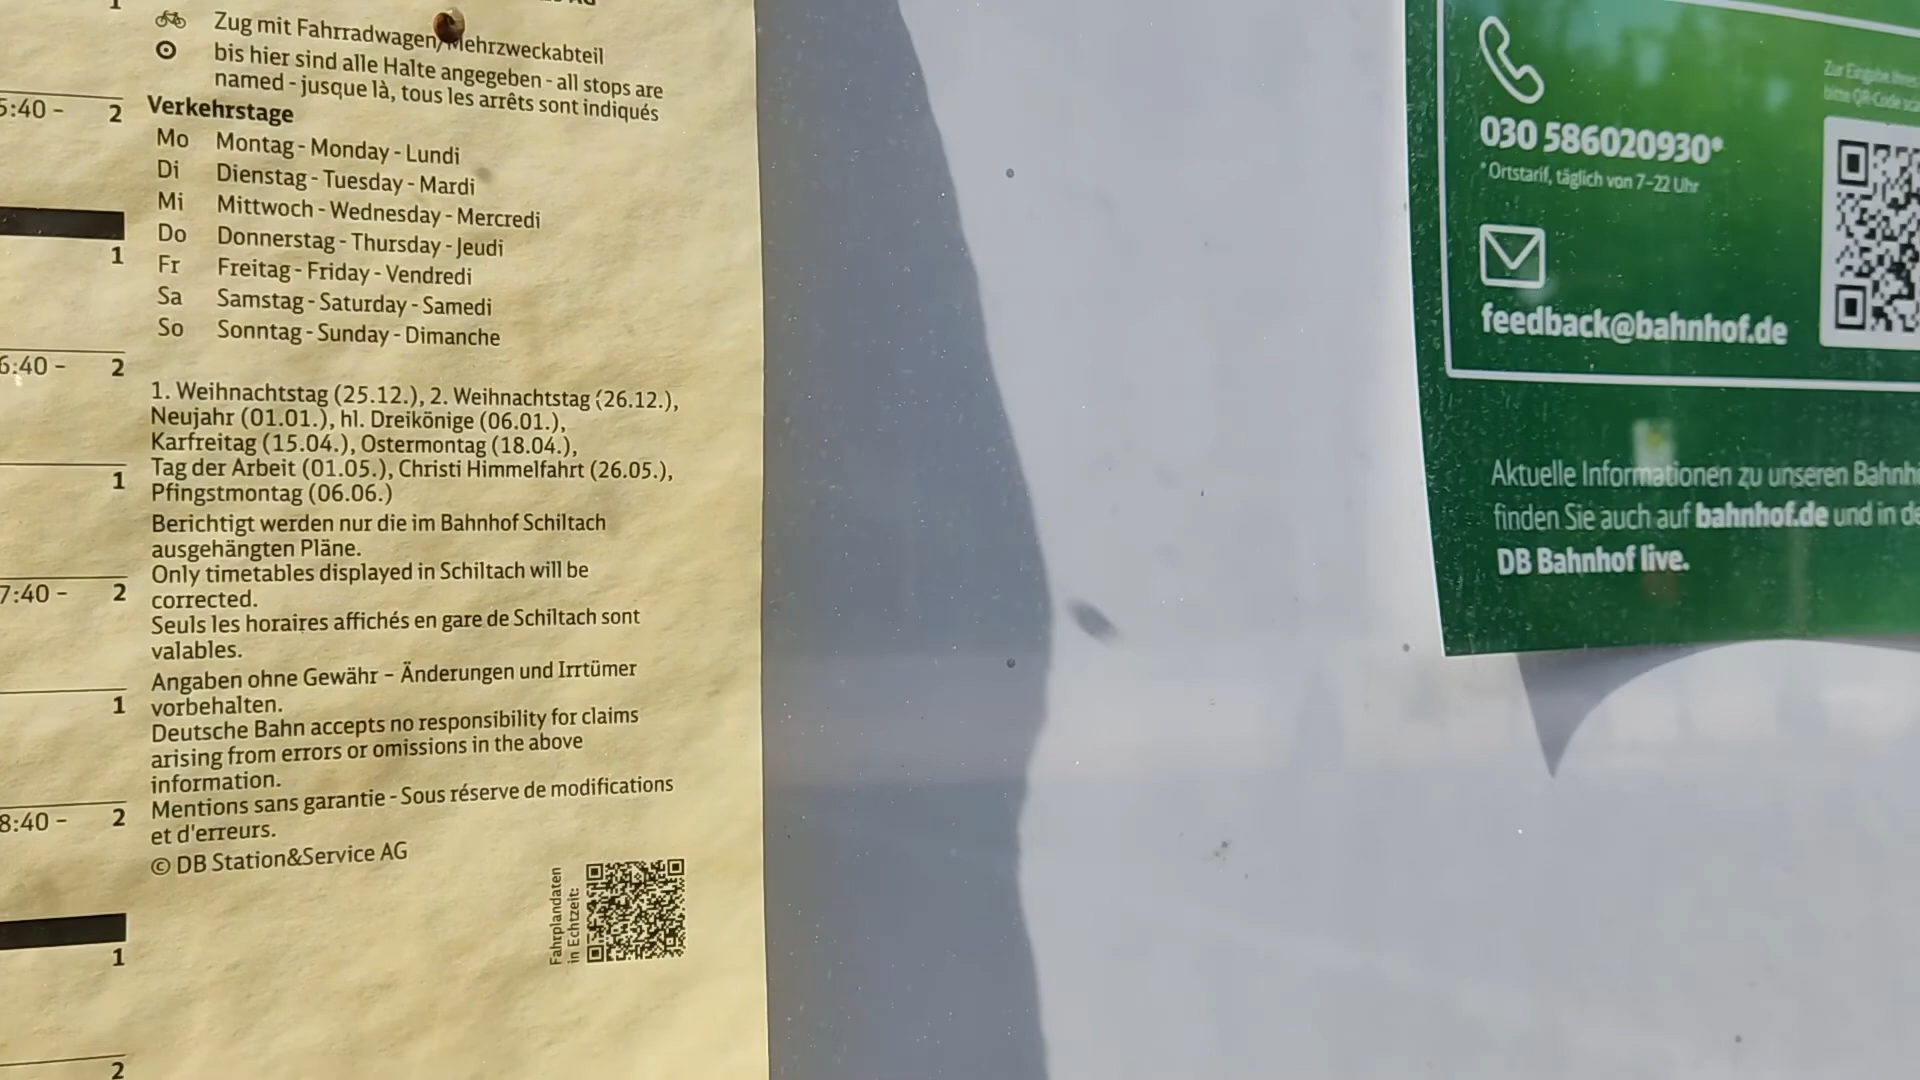 1
Zug mit Fahrradwagen/Mehrzweckabteil
bis hier sind alle Halte angegeben - all stops are
named - jusque là, tous les arrêts sont indiqués
5:40 - 2
Verkehrstage
Mo Montag - Monday - Lundi
Di Dienstag - Tuesday - Mardi
Mi Mittwoch - Wednesday - Mercredi
Do Donnerstag - Thursday - Jeudi
1
Fr Freitag - Friday - Vendredi
Sa Samstag - Saturday - Samedi
So Sonntag - Sunday - Dimanche
6:40 - 2
1. Weihnachtstag (25.12.), 2. Weihnachtstag (26.12.),
Neujahr (01.01.), hl. Dreikönige (06.01.),
Karfreitag (15.04.), Ostermontag (18.04.),
Tag der Arbeit (01.05.), Christi Himmelfahrt (26.05.),
1
Pfingstmontag (06.06.)
Berichtigt werden nur die im Bahnhof Schiltach
ausgehängten Pläne.
Only timetables displayed in Schiltach will be
corrected.
7:40 - 2
Seuls les horaires affichés en gare de Schiltach sont
valables.
Angaben ohne Gewähr – Änderungen und Irrtümer
vorbehalten.
1
Deutsche Bahn accepts no responsibility for claims
arising from errors or omissions in the above
information.
Mentions sans garantie - Sous réserve de modifications
et d'erreurs.
8:40 - 2
© DB Station&Service AG
Fahrplandaten
in Echtzeit:
1
2
030 586020930*
*Ortstarif, täglich von 7-22 Uhr
feedback@bahnhof.de
Zur Eingabe
bitte QR-Code
Aktuelle Informationen zu unseren
finden Sie auch auf bahnhof.de und in
DB Bahnhof live.